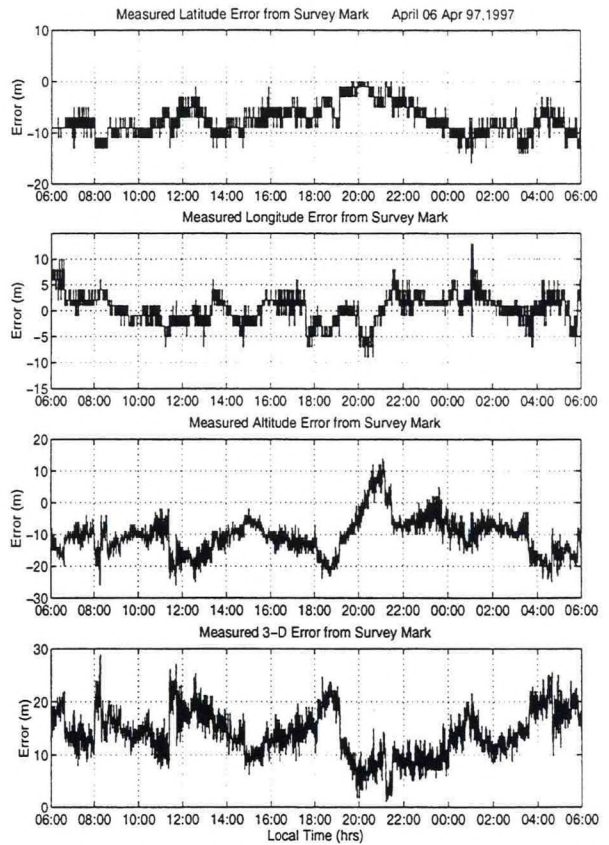 Measured Latitude Error from Survey Mark April 06 Apr 97,1997
10
0
−10
−20
Error (m)
06:00 08:00 10:00 12:00 14:00 16:00 18:00 20:00 22:00 00:00 02:00 04:00 06:00
Measured Longitude Error from Survey Mark
10
5
0
−5
−10
−15
Error (m)
06:00 08:00 10:00 12:00 14:00 16:00 18:00 20:00 22:00 00:00 02:00 04:00 06:00
Measured Altitude Error from Survey Mark
20
10
0
−10
−20
−30
Error (m)
06:00 08:00 10:00 12:00 14:00 16:00 18:00 20:00 22:00 00:00 02:00 04:00 06:00
Measured 3−D Error from Survey Mark
30
20
10
0
Error (m)
06:00 08:00 10:00 12:00 14:00 16:00 18:00 20:00 22:00 00:00 02:00 04:00 06:00
Local Time (hrs)